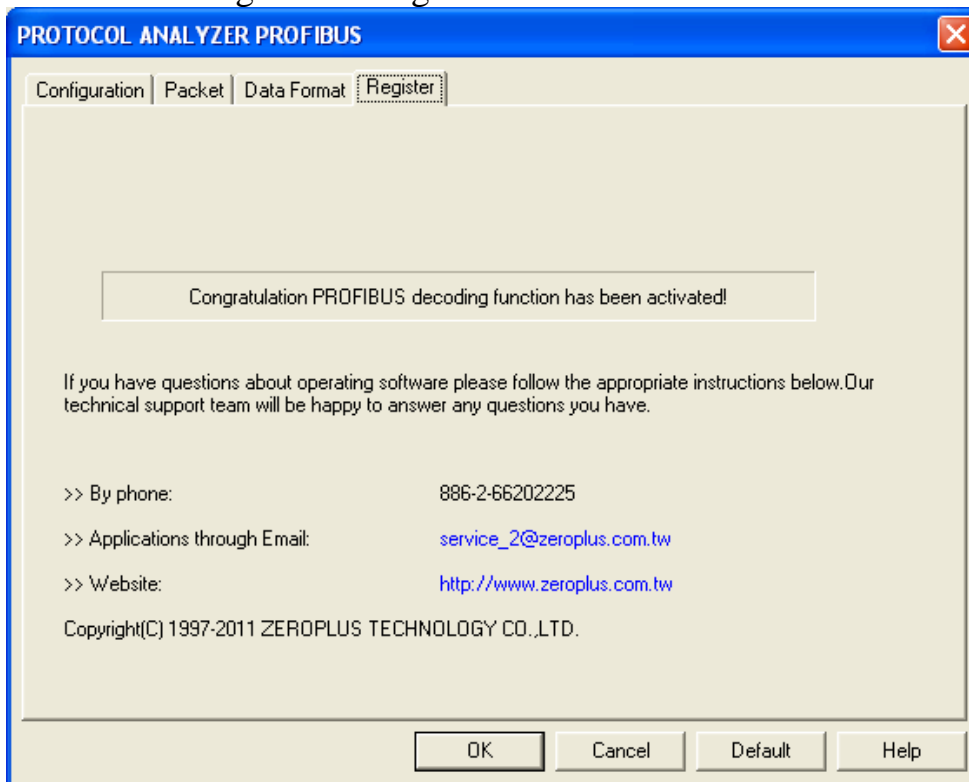 PROTOCOL ANALYZER PROFIBUS
Configuration Packet Data Format Register
Congratulation PROFIBUS decoding function has been activated!
If you have questions about operating software please follow the appropriate instructions below.Our
technical support team will be happy to answer any questions you have.
>> By phone: 886-2-66202225
>> Applications through Email: service_2@zeroplus.com.tw
>> Website: http://www.zeroplus.com.tw
Copyright(C) 1997-2011 ZEROPLUS TECHNOLOGY CO.,LTD.
OK Cancel Default Help